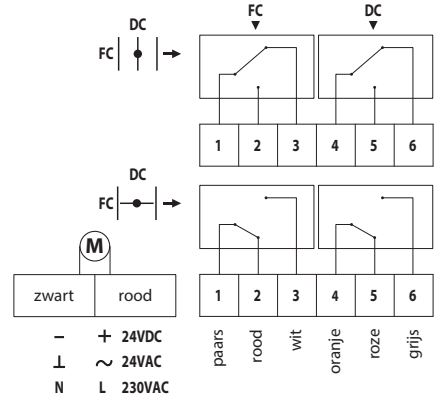 FC DC
DC
FC
1 2 3 4 5 6
DC
FC
M
zwart rood
1 2 3 4 5 6
− + 24VDC
⊥ ~ 24VAC
N L 230VAC
paars
rood
wit
oranje
roze
grijs